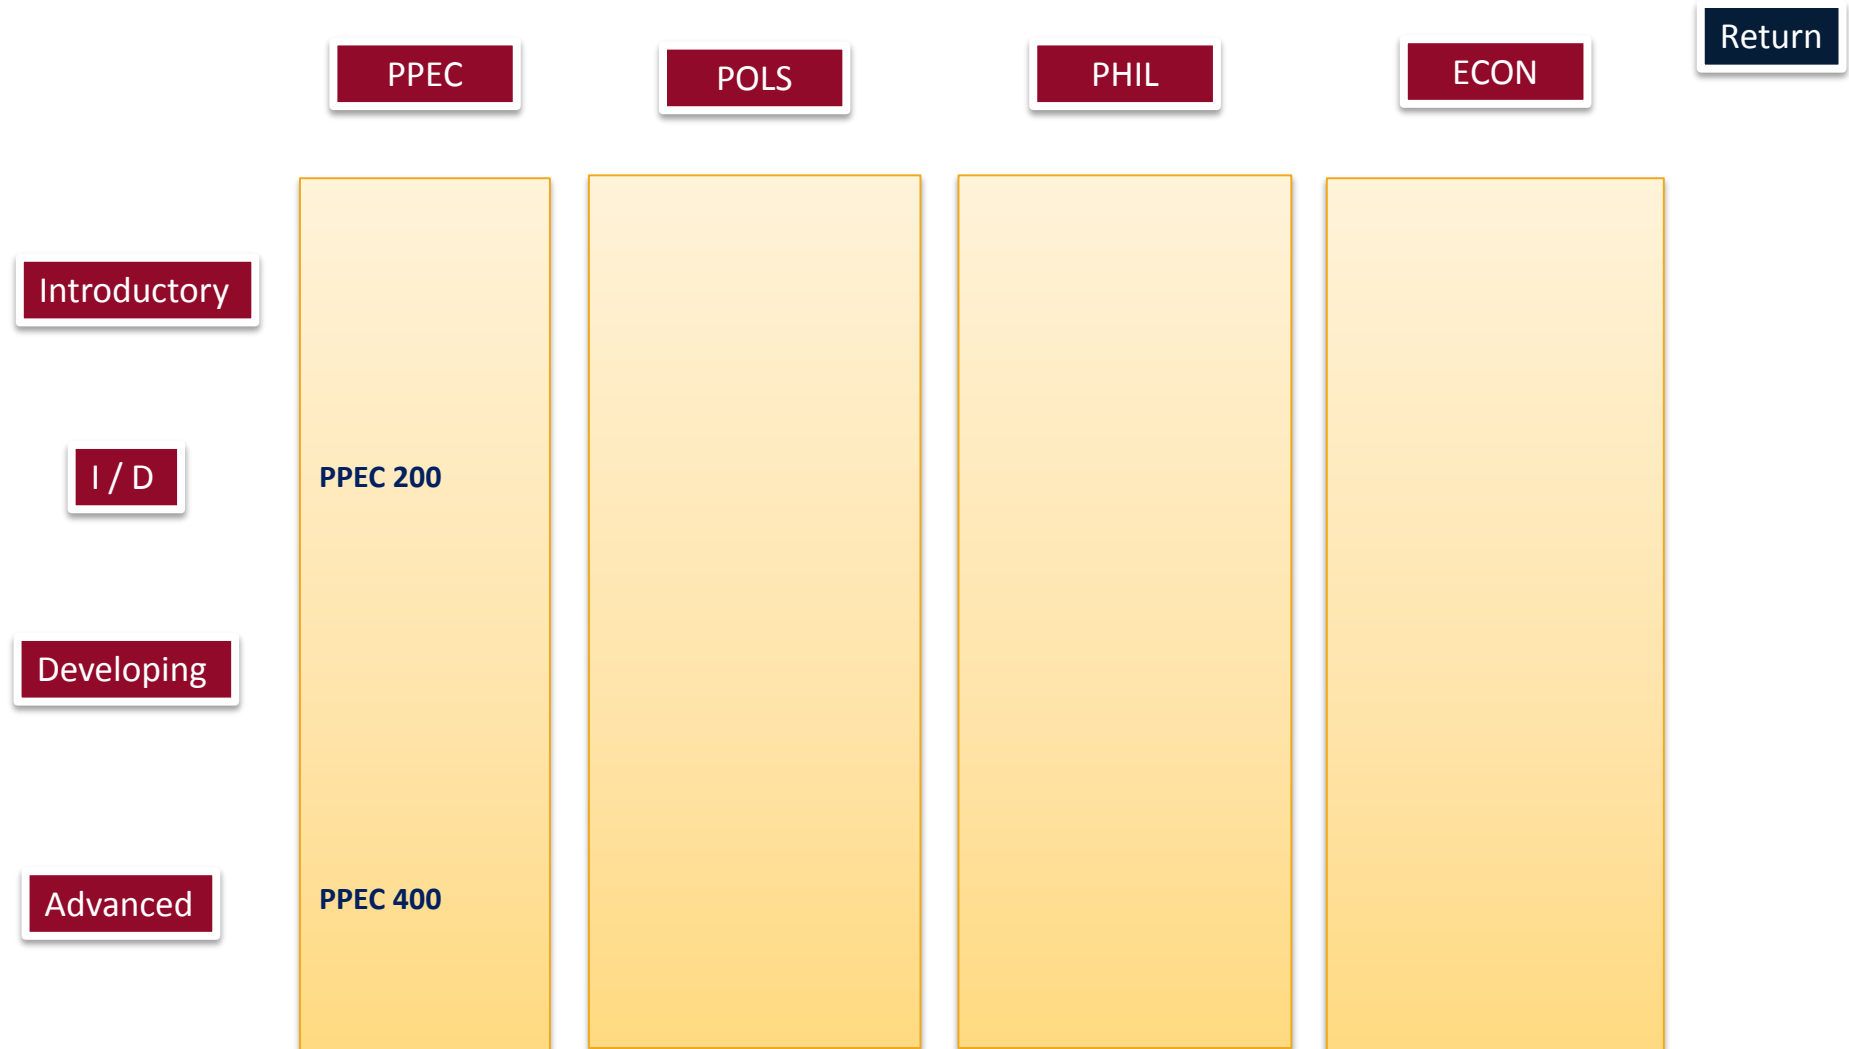 Return
PPEC
POLS
PHIL
ECON
Introductory
I / D
PPEC 200
Developing
Advanced
PPEC 400